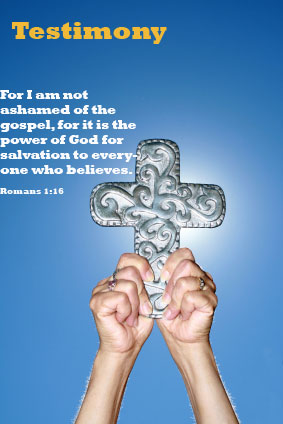 Testimony
For I am not
ashamed of the
gospel, for it is the
power of God for
salvation to every-
one who believes.
Romans 1:16